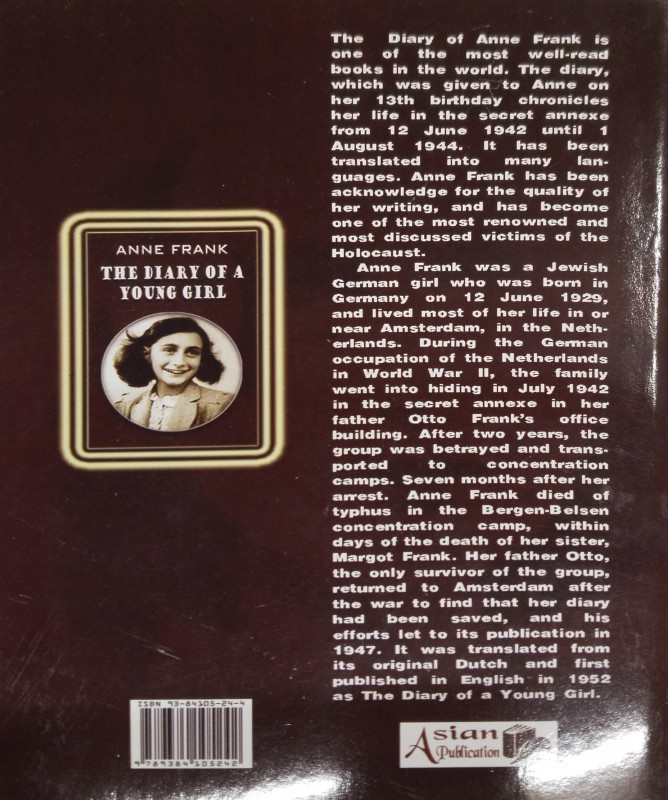 The Diary of Anne Frank is
one of the most well-read
books in the world. The diary,
which was given to Anne on
her 13th birthday chronicles
her life in the secret annexe
from 12 June 1942 until 1
August 1944. It has been
translated into many lan-
guages. Anne Frank has been
acknowledge for the quality of
her writing, and has become
one of the most renowned and
most discussed victims of the
Holocaust.
Anne Frank was a Jewish
German girl who was born in
Germany on 12 June 1929,
and lived most of her life in or
near Amsterdam, in the Neth-
erlands. During the German
occupation of the Netherlands
in World War II, the family
went into hiding in July 1942
in the secret annexe in her
father Otto Frank's office
building. After two years, the
group was betrayed and trans-
ported to concentration
camps. Seven months after her
arrest. Anne Frank died of
typhus in the Bergen-Belsen
concentration camp, within
days of the death of her sister,
Margot Frank. Her father Otto,
the only survivor of the group,
returned to Amsterdam after
the war to find that her diary
had been saved, and his
efforts let to its publication in
1947. It was translated from
its original Dutch and first
published in English in 1952
as The Diary of a Young Girl.
ANNE FRANK
THE DIARY OF A
YOUNG GIRL
ISBN 93-84105-24-4
9 789384 105242
Asian
Publication